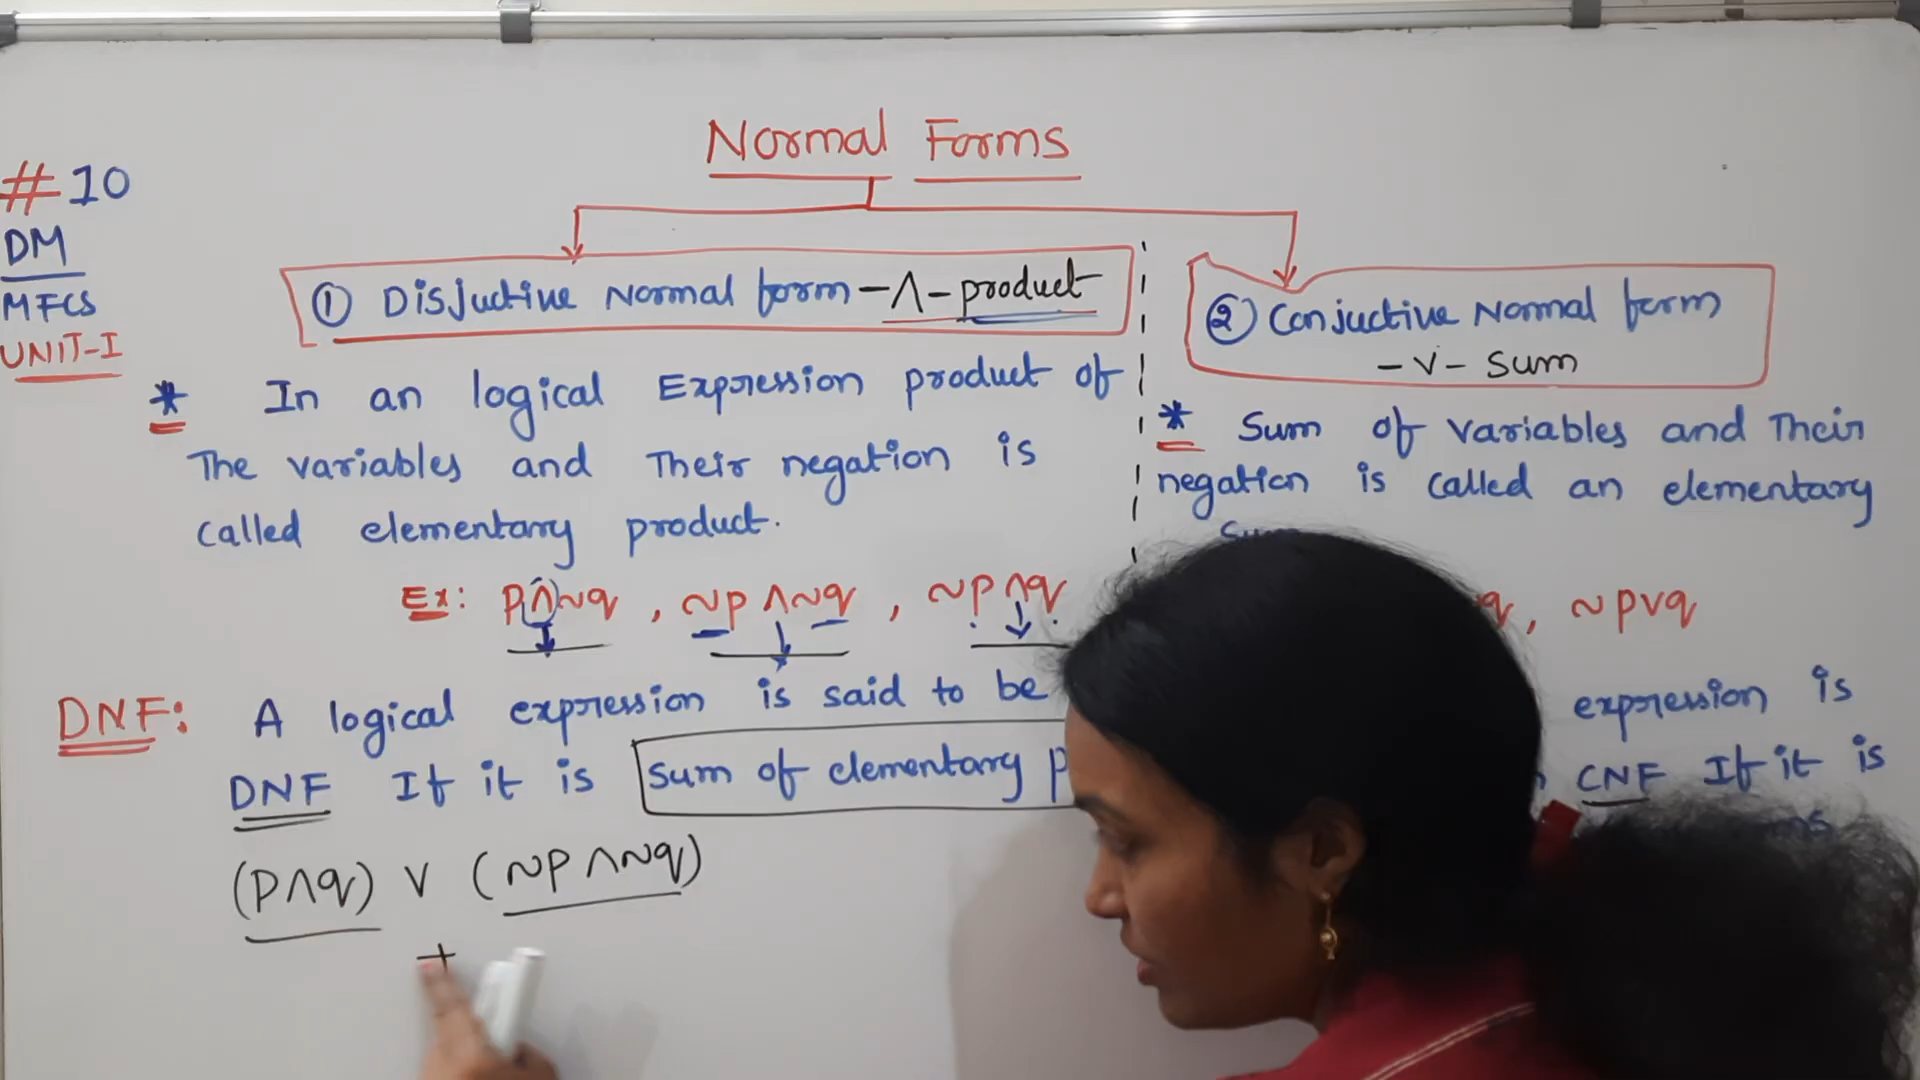 Normal Forms
#10
DM
MFCS
UNIT-I
① Disjuctive Normal form -∧- product
* In an logical Expression product of
The variables and Their negation is
called elementary product.
Ex: p∧~q , ~p∧~q , ~p∧q
DNF: A logical expression is said to be
DNF If it is sum of elementary
(p∧q) ∨ (~p∧~q)
+
② Conjuctive Normal form
-∨- sum
* Sum of variables and Their
negation is called an elementary
q, ~p∨q
expression is
CNF If it is